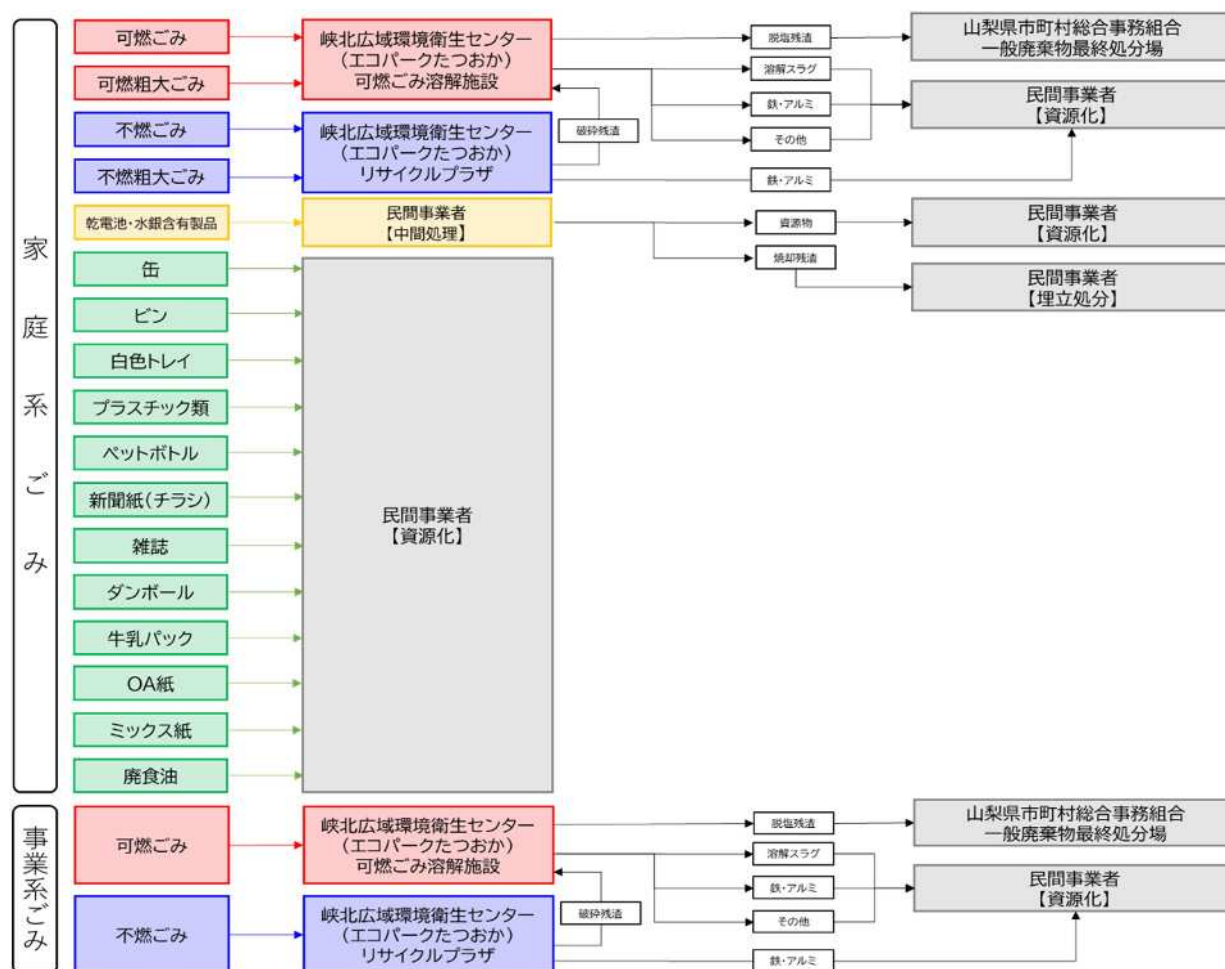 家庭系ごみ
可燃ごみ
可燃粗大ごみ
峡北広域環境衛生センター
(エコパークたつおか)
可燃ごみ溶解施設
脱塩残渣
溶解スラグ
鉄・アルミ
その他
山梨県市町村総合事務組合
一般廃棄物最終処分場
民間事業者
【資源化】
不燃ごみ
不燃粗大ごみ
峡北広域環境衛生センター
(エコパークたつおか)
リサイクルプラザ
破砕残渣
鉄・アルミ
乾電池・水銀含有製品
民間事業者
【中間処理】
資源物
焼却残渣
民間事業者
【資源化】
民間事業者
【埋立処分】
缶
ビン
白色トレイ
プラスチック類
ペットボトル
新聞紙(チラシ)
雑誌
ダンボール
牛乳パック
OA紙
ミックス紙
廃食油
民間事業者
【資源化】
事業系ごみ
可燃ごみ
峡北広域環境衛生センター
(エコパークたつおか)
可燃ごみ溶解施設
脱塩残渣
溶解スラグ
鉄・アルミ
その他
山梨県市町村総合事務組合
一般廃棄物最終処分場
民間事業者
【資源化】
不燃ごみ
峡北広域環境衛生センター
(エコパークたつおか)
リサイクルプラザ
破砕残渣
鉄・アルミ